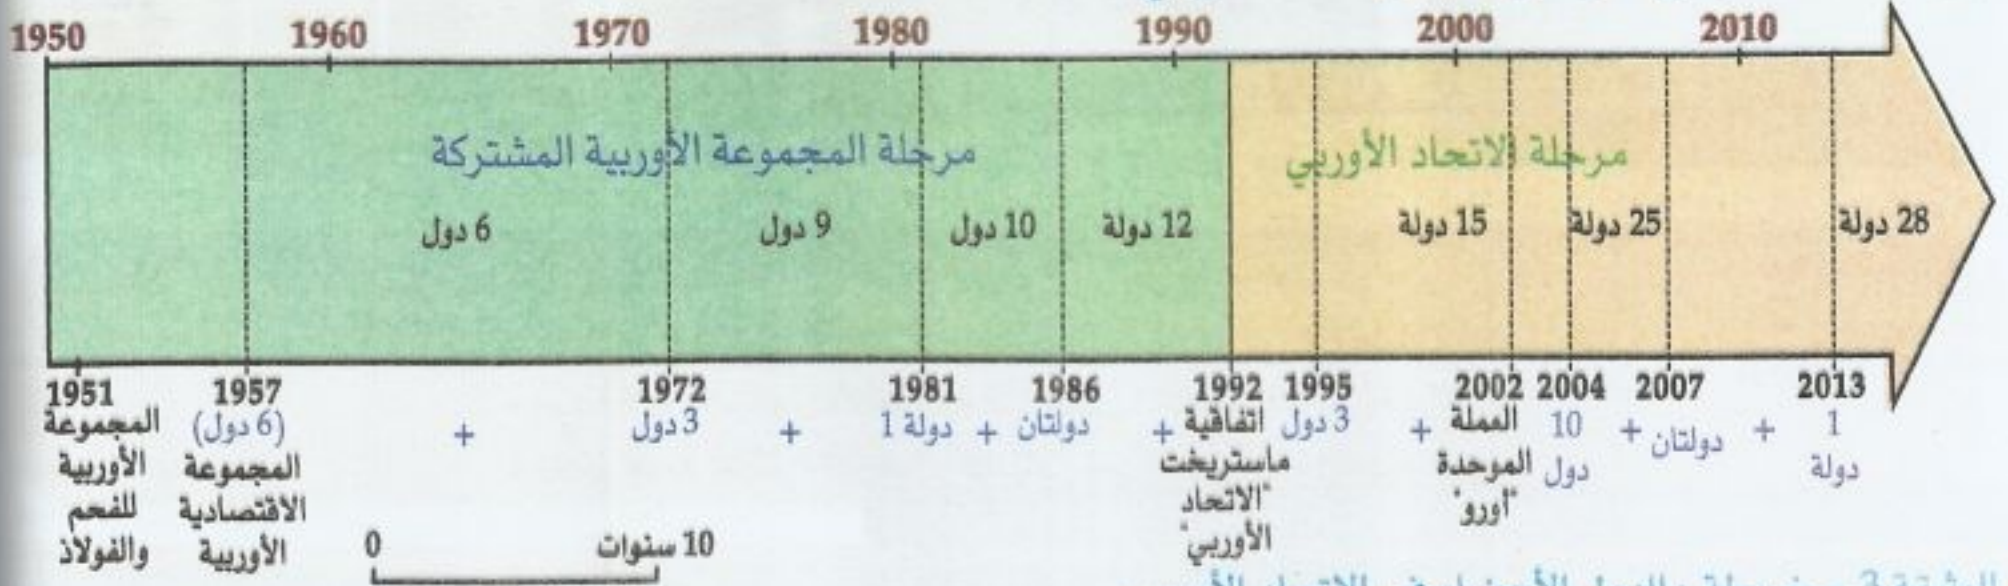 1950 1960 1970 1980 1990 2000 2010
مرحلة المجموعة الأوربية المشتركة
مرحلة الاتحاد الأوربي
6 دول
9 دول
10 دول
12 دولة
15 دولة
25 دولة
28 دولة
1951
المجموعة
الأوربية
للفحم
والفولاذ
1957
(6 دول)
المجموعة
الاقتصادية
الأوربية
+
1972
3 دول
+
1981
1 دولة
+
1986
دولتان
+
1992
اتفاقية
ماستريخت
"الاتحاد
الأوربي"
1995
3 دول
+
2002
العملة
الموحدة
"أورو"
2004
10
دول
+
2007
دولتان
+
2013
1
دولة
0 10 سنوات